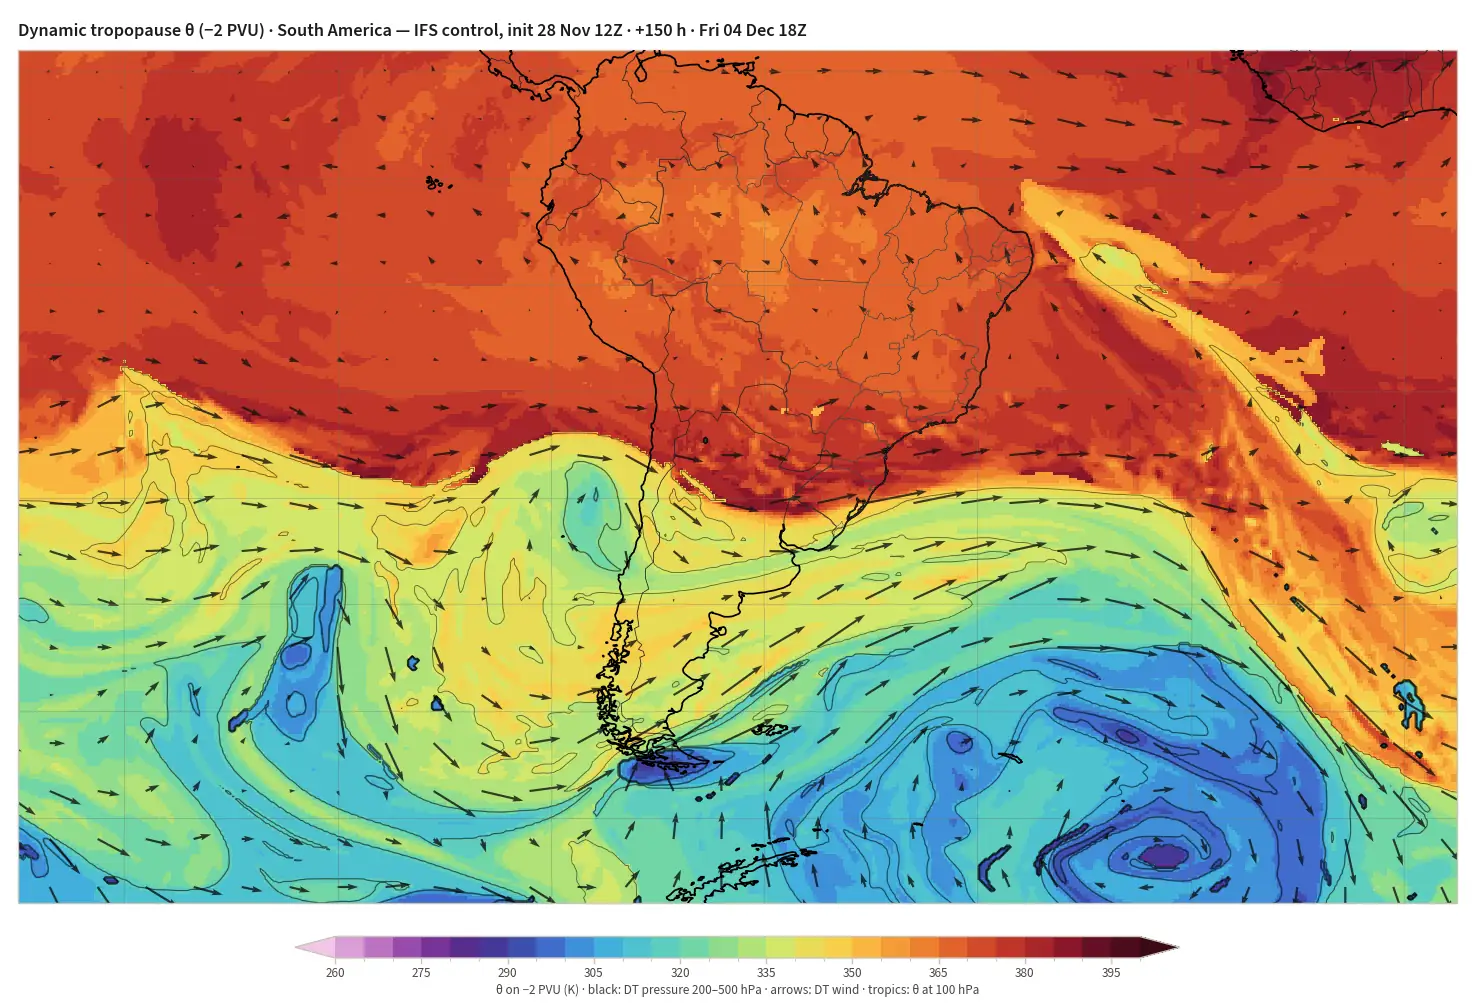 Dynamic tropopause θ (−2 PVU) · South America — IFS control, init 28 Nov 12Z · +150 h · Fri 04 Dec 18Z
260 275 290 305 320 335 350 365 380 395
θ on −2 PVU (K) · black: DT pressure 200–500 hPa · arrows: DT wind · tropics: θ at 100 hPa